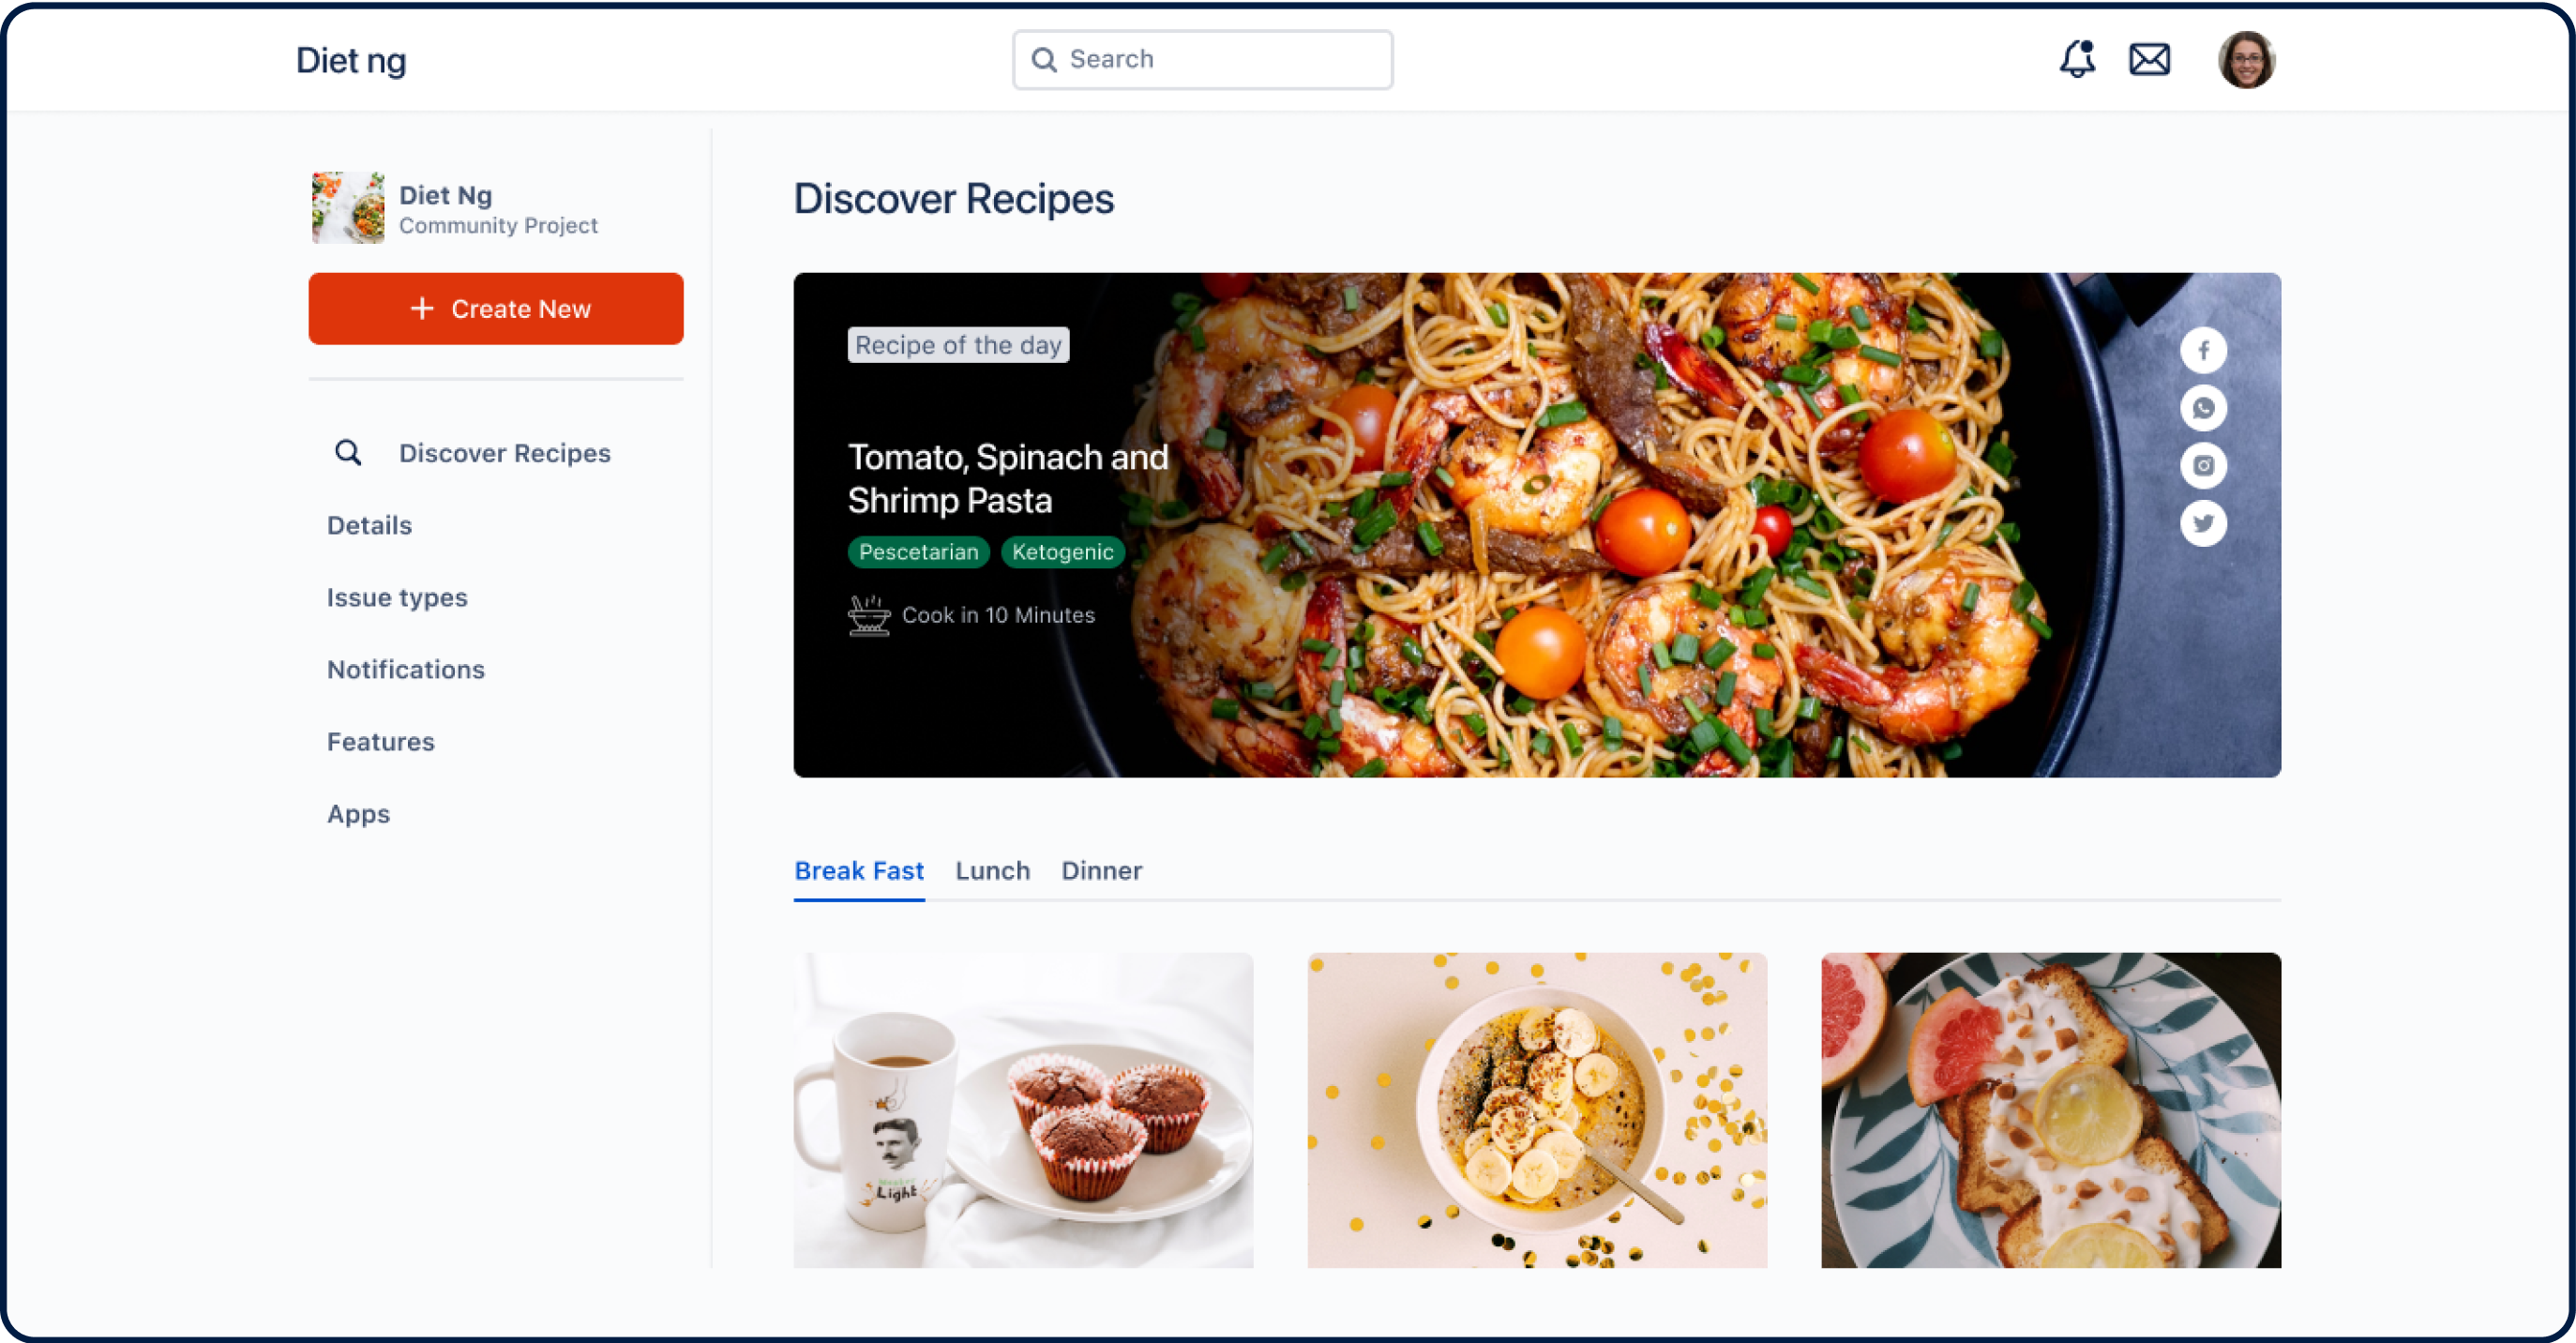 Diet ng
Search
Diet Ng
Community Project
Create New
Discover Recipes
Details
Issue types
Notifications
Features
Apps
Discover Recipes
Recipe of the day
Tomato, Spinach and
Shrimp Pasta
Pescetarian Ketogenic
Cook in 10 Minutes
Break Fast Lunch Dinner
Light